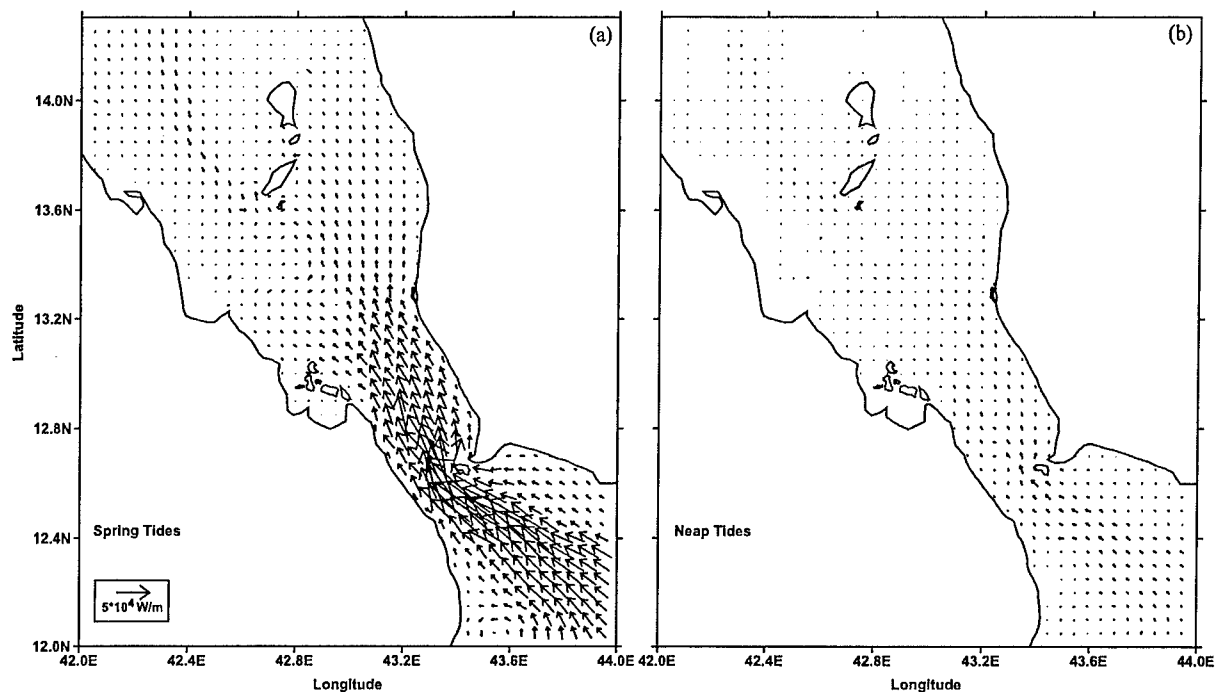 (a)
(b)
14.0N
13.6N
13.2N
12.8N
12.4N
12.0N
Latitude
Spring Tides
5*10⁴ W/m
Neap Tides
42.0E 42.4E 42.8E 43.2E 43.6E 44.0E
42.0E 42.4E 42.8E 43.2E 43.6E 44.0E
Longitude
Longitude